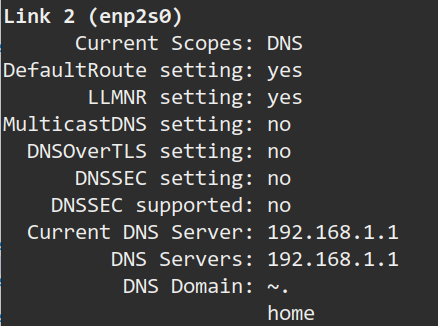 Link 2 (enp2s0)
Current Scopes: DNS
DefaultRoute setting: yes
LLMNR setting: yes
MulticastDNS setting: no
DNSOverTLS setting: no
DNSSEC setting: no
DNSSEC supported: no
Current DNS Server: 192.168.1.1
DNS Servers: 192.168.1.1
DNS Domain: ~.
home